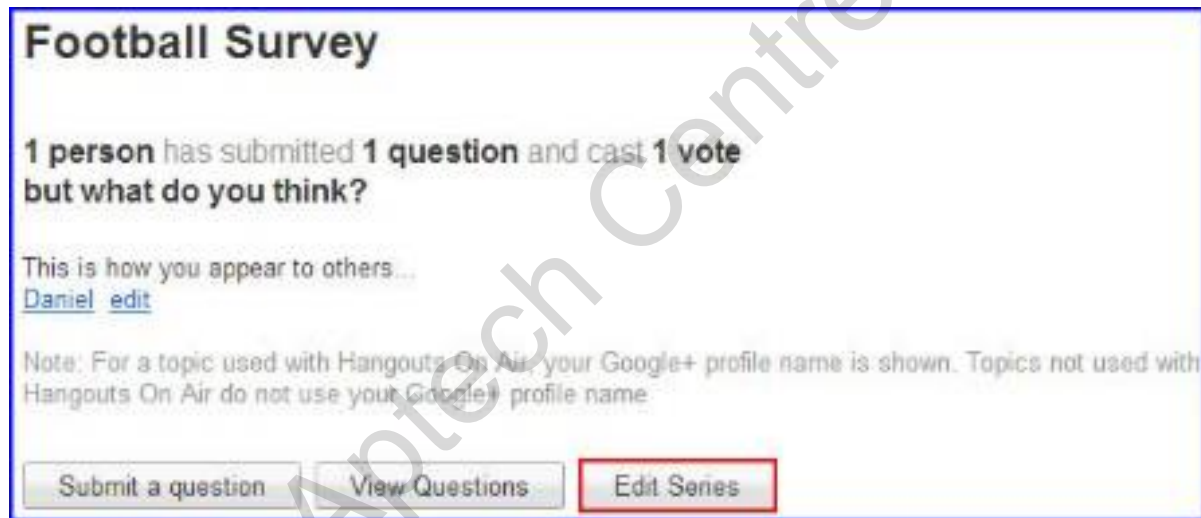 Football Survey
1 person has submitted 1 question and cast 1 vote
but what do you think?
This is how you appear to others...
Daniel edit
Note: For a topic used with Hangouts On Air, your Google+ profile name is shown. Topics not used with
Hangouts On Air do not use your Google+ profile name
Submit a question View Questions Edit Series
Aptech Centre